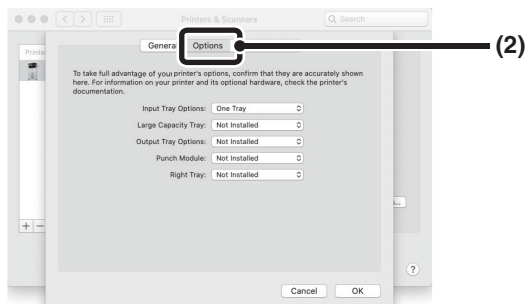 Printers & Scanners
Search
Printe
General
Options
(2)
To take full advantage of your printer's options, confirm that they are accurately shown
here. For information on your printer and its optional hardware, check the printer's
documentation.
Input Tray Options: One Tray
Large Capacity Tray: Not Installed
Output Tray Options: Not Installed
Punch Module: Not Installed
Right Tray: Not Installed
s...
+ −
?
Cancel
OK